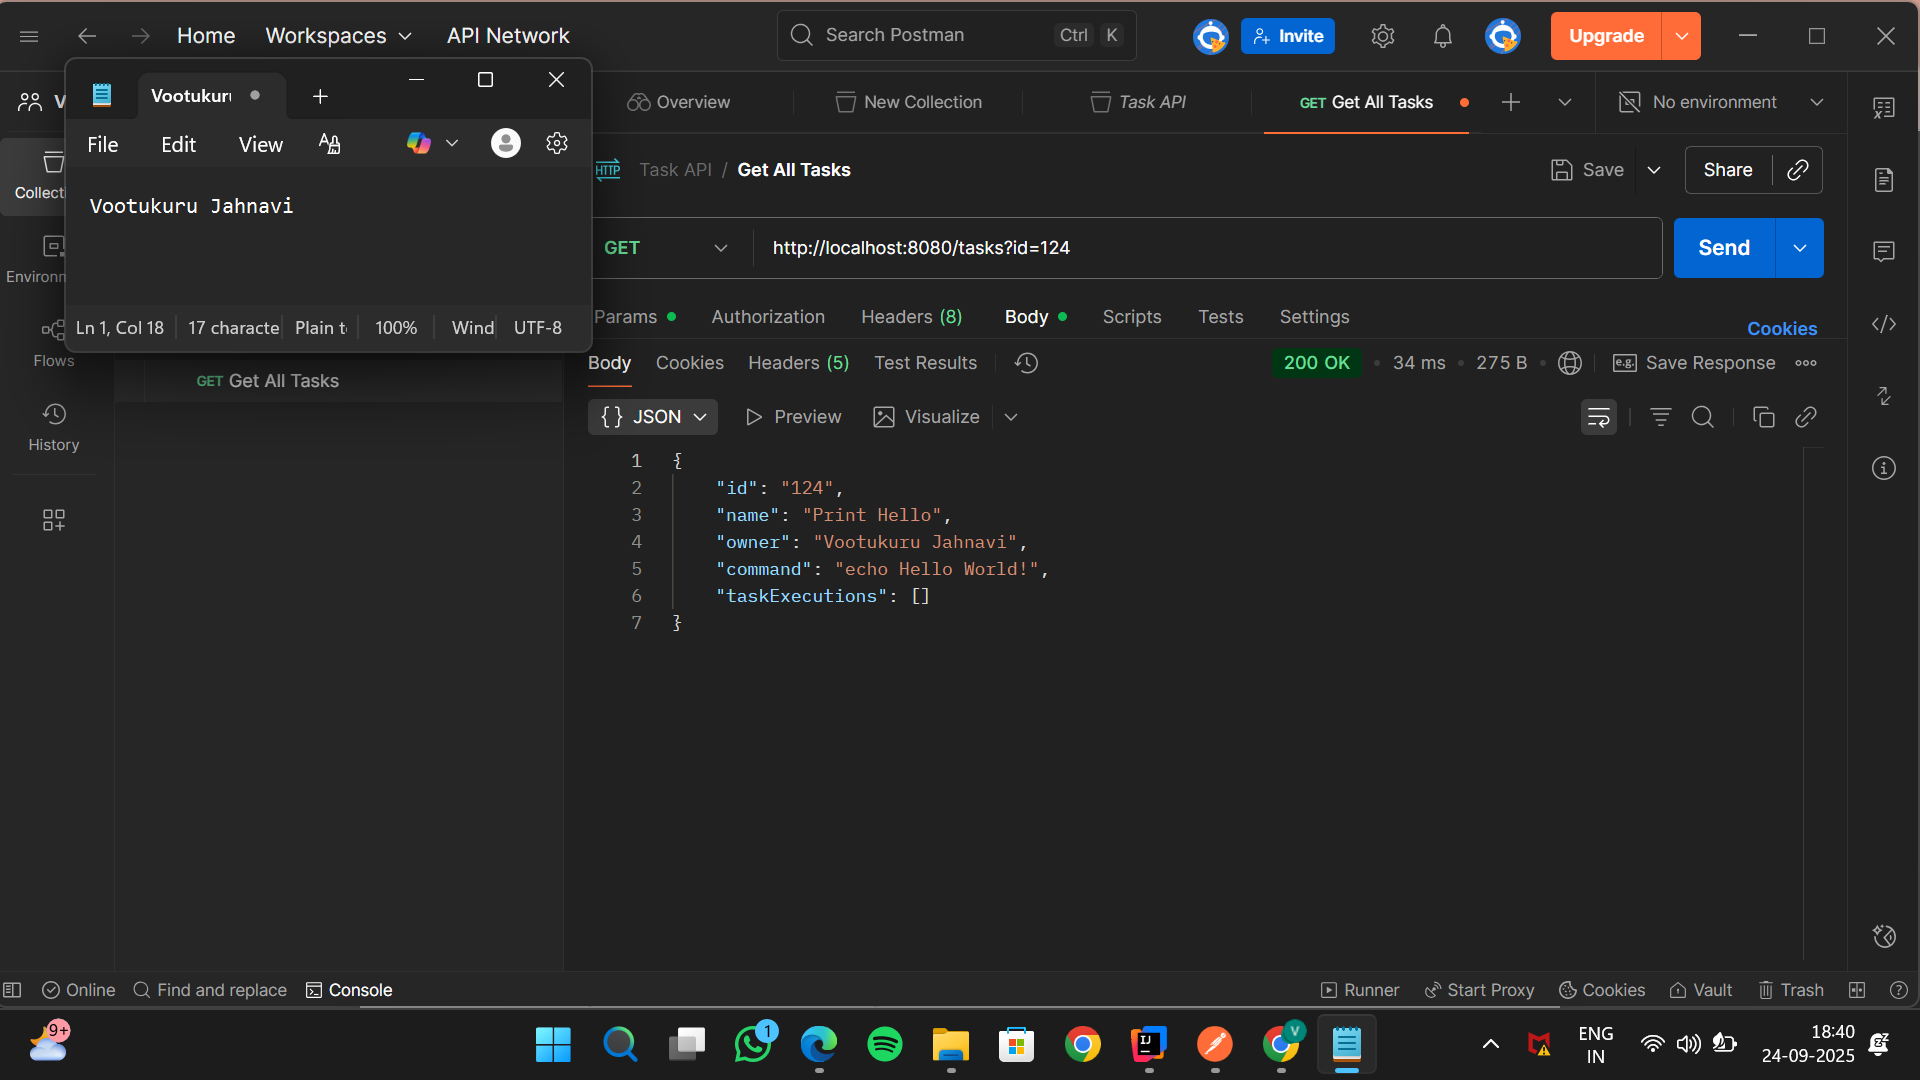 Home Workspaces API Network
Search Postman Ctrl K
Invite
Upgrade
V
Vootukuru
File Edit View
Vootukuru Jahnavi
Ln 1, Col 18 17 characte Plain t 100% Wind UTF-8
Overview New Collection Task API GET Get All Tasks No environment
HTTP Task API / Get All Tasks Save Share
GET http://localhost:8080/tasks?id=124 Send
Params Authorization Headers (8) Body Scripts Tests Settings Cookies
Body Cookies Headers (5) Test Results 200 OK 34 ms 275 B e.g. Save Response
{} JSON Preview Visualize
1 {
2 "id": "124",
3 "name": "Print Hello",
4 "owner": "Vootukuru Jahnavi",
5 "command": "echo Hello World!",
6 "taskExecutions": []
7 }
Collecti
Environm
Flows
History
GET Get All Tasks
Online Find and replace Console
Runner Start Proxy Cookies Vault Trash
9+
1
IJ
V
ENG
IN
18:40
24-09-2025